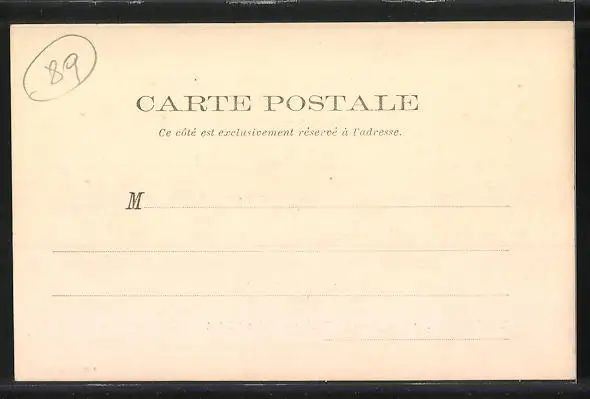 89
CARTE POSTALE
Ce côté est exclusivement réservé à l'adresse.
M